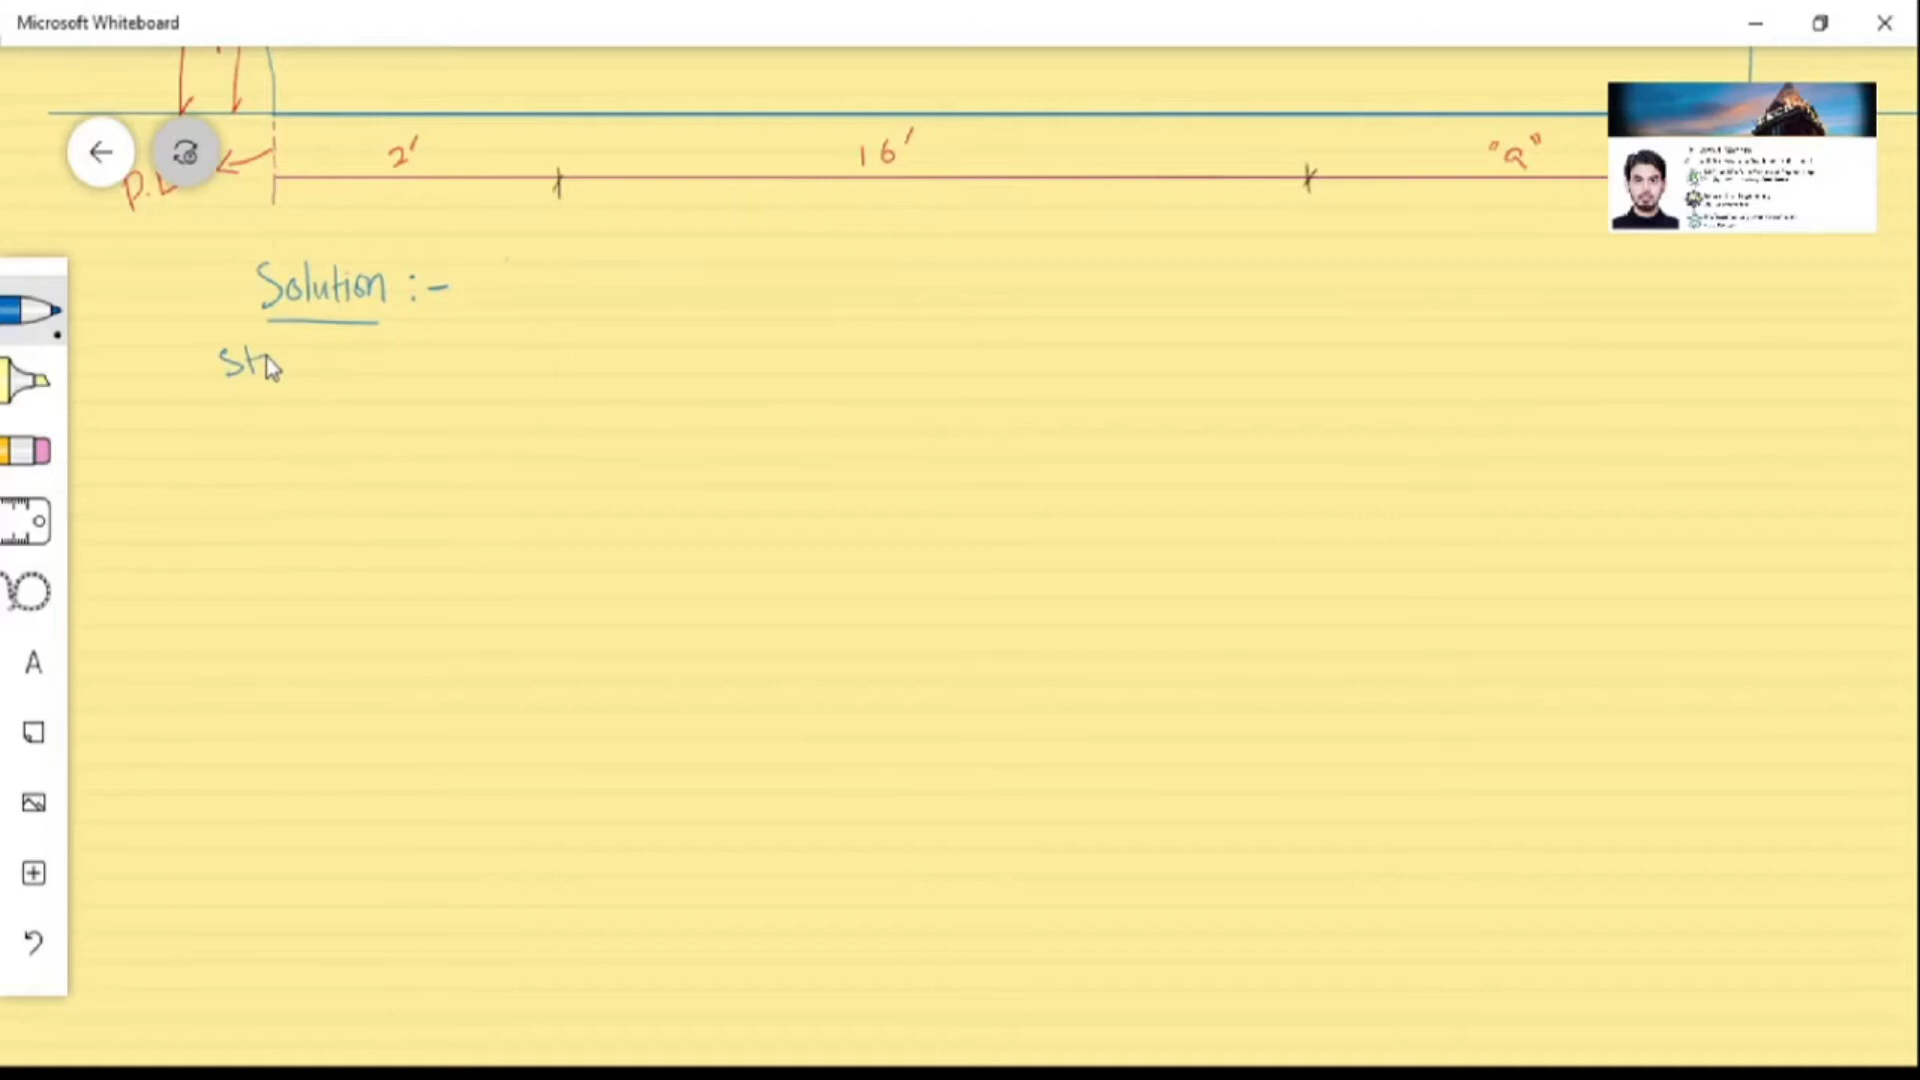 Microsoft Whiteboard
2' 16' "a"
P.L
Solution :-
St
A